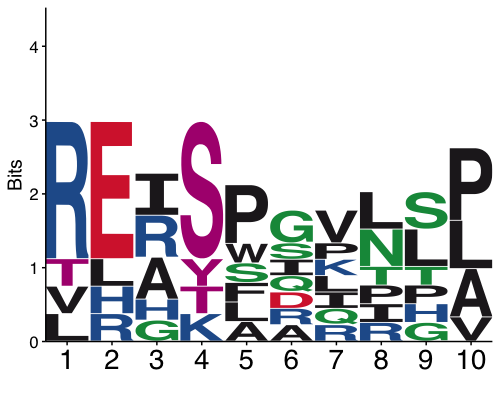 Bits
4
3
2
1
0
R T V L
E L H R
I R A H G
S Y T K
P W S F L A
G S I Q D R A
V P K L I Q R
L N T P I R
S L T P H G
P L A V
1 2 3 4 5 6 7 8 9 10